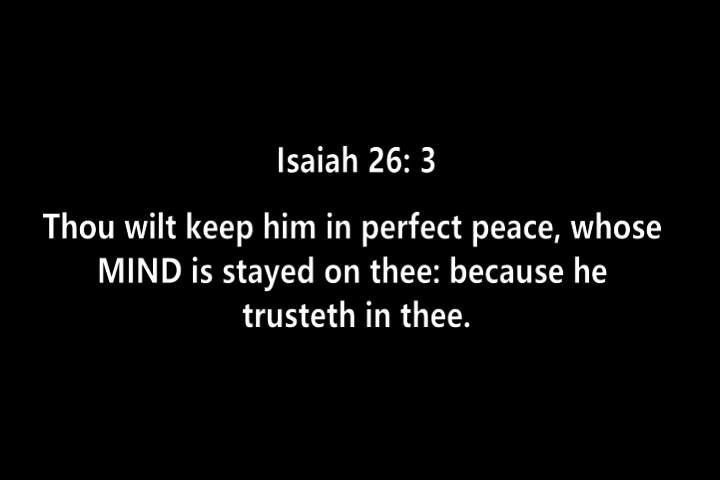 Isaiah 26: 3
Thou wilt keep him in perfect peace, whose
MIND is stayed on thee: because he
trusteth in thee.